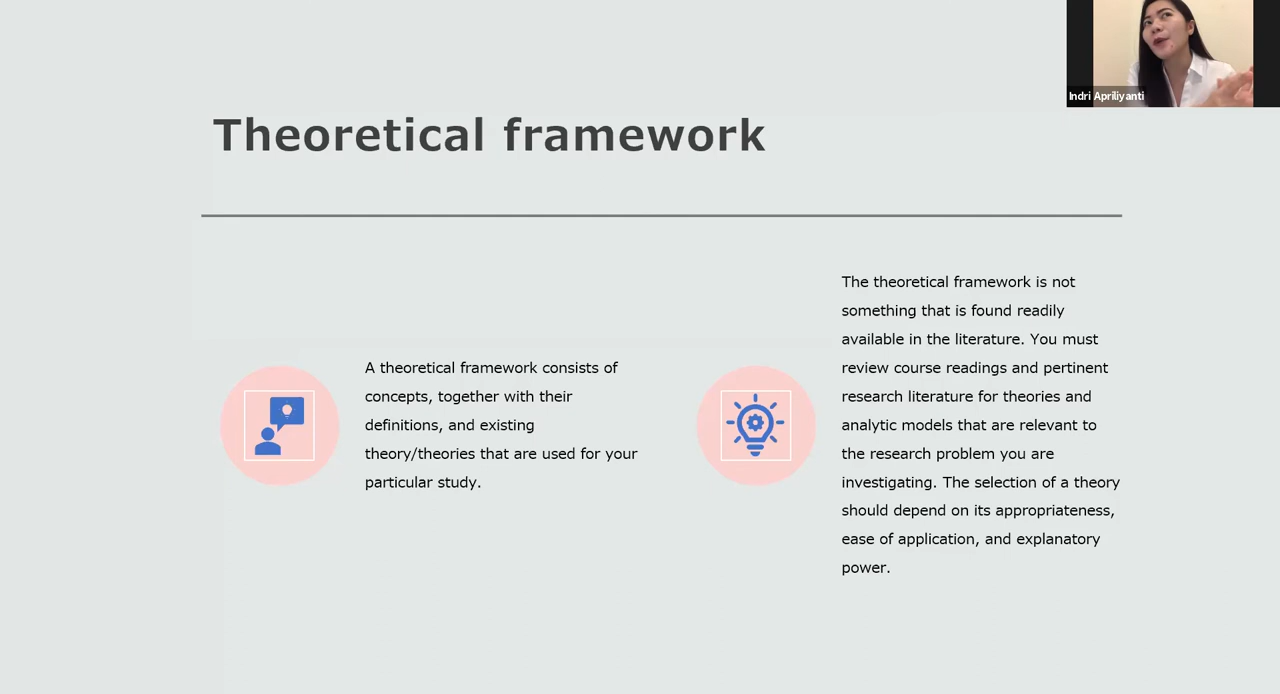 Indri Apriliyanti
Theoretical framework
A theoretical framework consists of
concepts, together with their
definitions, and existing
theory/theories that are used for your
particular study.
The theoretical framework is not
something that is found readily
available in the literature. You must
review course readings and pertinent
research literature for theories and
analytic models that are relevant to
the research problem you are
investigating. The selection of a theory
should depend on its appropriateness,
ease of application, and explanatory
power.